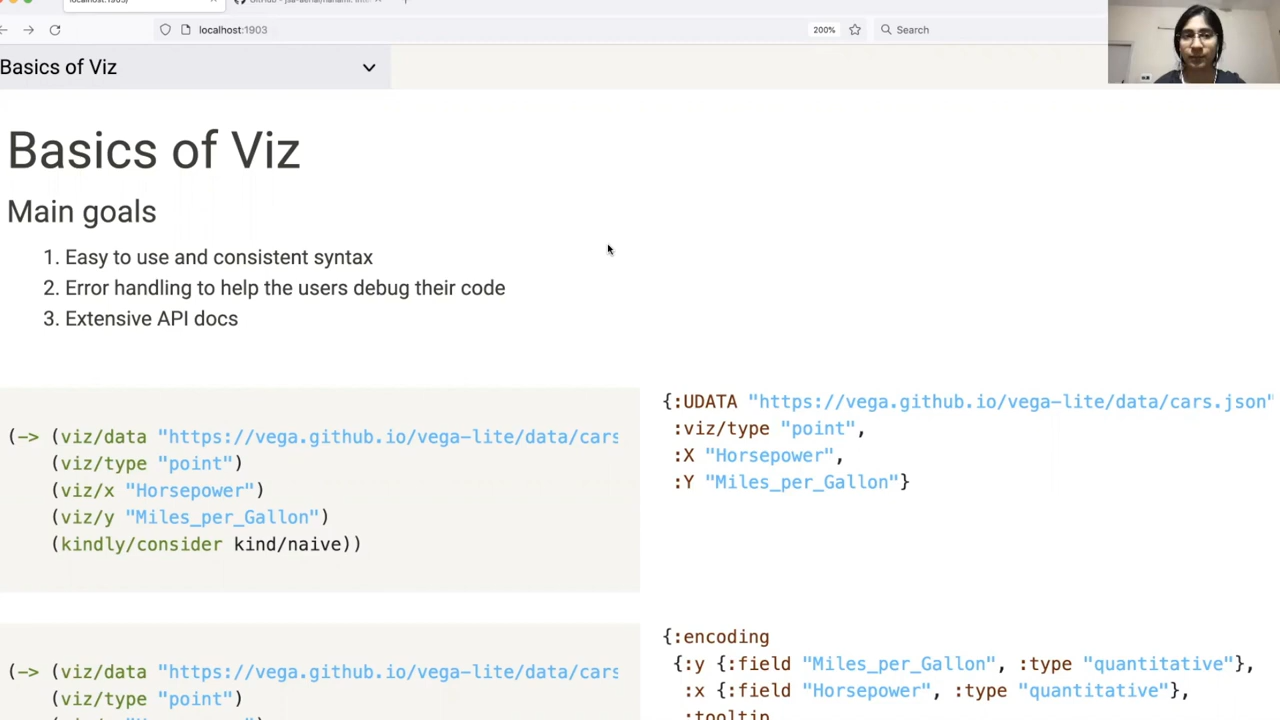 localhost:1903/
localhost:1903
200%
Search
Basics of Viz
Basics of Viz
Main goals
1. Easy to use and consistent syntax
2. Error handling to help the users debug their code
3. Extensive API docs
(-> (viz/data "https://vega.github.io/vega-lite/data/cars
(viz/type "point")
(viz/x "Horsepower")
(viz/y "Miles_per_Gallon")
(kindly/consider kind/naive))
{:UDATA "https://vega.github.io/vega-lite/data/cars.json"
:viz/type "point",
:X "Horsepower",
:Y "Miles_per_Gallon"}
(-> (viz/data "https://vega.github.io/vega-lite/data/cars
(viz/type "point")
{:encoding
{:y {:field "Miles_per_Gallon", :type "quantitative"},
:x {:field "Horsepower", :type "quantitative"},
:tooltip